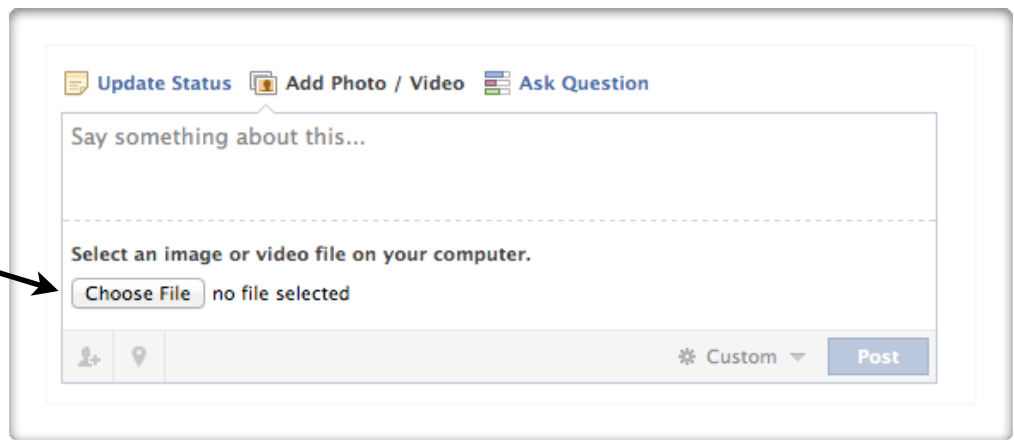 Update Status Add Photo / Video Ask Question
Say something about this...
Select an image or video file on your computer.
Choose File no file selected
Custom Post